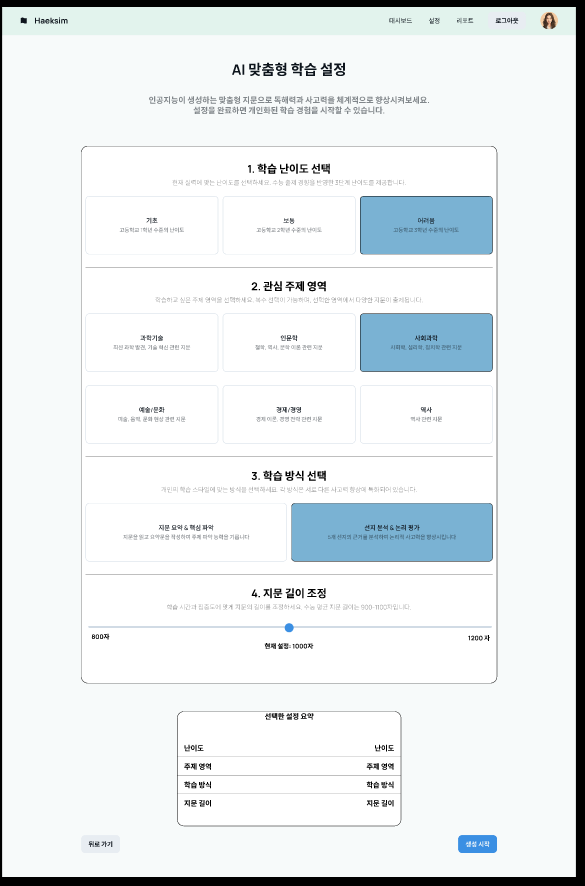 Haeksim
대시보드 설정 리포트 로그아웃
AI 맞춤형 학습 설정
인공지능이 생성하는 맞춤형 지문으로 독해력과 사고력을 체계적으로 향상시켜보세요.
설정을 완료하면 개인화된 학습 경험을 시작할 수 있습니다.
1. 학습 난이도 선택
현재 실력에 맞는 난이도를 선택하세요. 수능 출제 경향을 반영한 3단계 난이도를 제공합니다.
기초 보통 어려움
고등학교 1학년 수준의 난이도 고등학교 2학년 수준의 난이도 고등학교 3학년 수준의 난이도
2. 관심 주제 영역
학습하고 싶은 주제 영역을 선택하세요. 복수 선택이 가능하며, 선택한 영역에서 다양한 지문이 출제됩니다.
과학기술 인문학 사회과학
최신 과학 발견, 기술 혁신 관련 지문 철학, 역사, 문학 이론 관련 지문 사회학, 심리학, 정치학 관련 지문
예술/문화 경제/경영 역사
미술, 음악, 문화 현상 관련 지문 경제 이론, 경영 전략 관련 지문 역사 관련 지문
3. 학습 방식 선택
개인의 학습 스타일에 맞는 방식을 선택하세요. 각 방식은 서로 다른 사고력 향상에 특화되어 있습니다.
지문 요약 & 핵심 파악 선지 분석 & 논리 평가
지문을 읽고 요약문을 작성하며 주제 파악 능력을 기릅니다 5개 선지의 근거를 분석하며 논리적 사고력을 향상시킵니다
4. 지문 길이 조정
학습 시간과 집중도에 맞게 지문의 길이를 조정하세요. 수능 평균 지문 길이는 900-1100자입니다.
800자 1200 자
현재 설정: 1000자
선택한 설정 요약
난이도 난이도
주제 영역 주제 영역
학습 방식 학습 방식
지문 길이 지문 길이
뒤로 가기 생성 시작